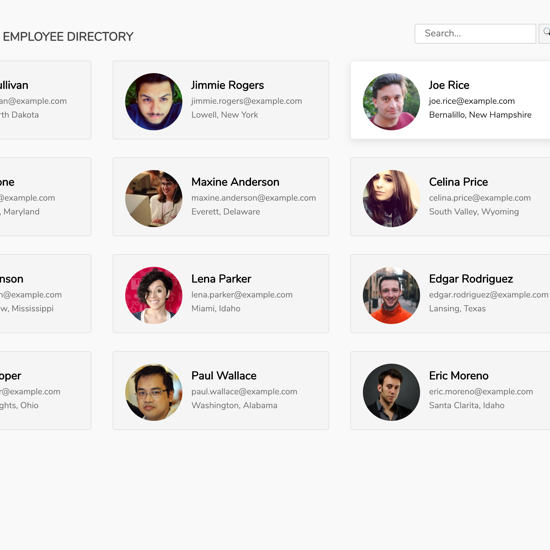 EMPLOYEE DIRECTORY
Search...
llivan
an@example.com
th Dakota
Jimmie Rogers
jimmie.rogers@example.com
Lowell, New York
Joe Rice
joe.rice@example.com
Bernalillo, New Hampshire
one
@example.com
, Maryland
Maxine Anderson
maxine.anderson@example.com
Everett, Delaware
Celina Price
celina.price@example.com
South Valley, Wyoming
nson
n@example.com
w, Mississippi
Lena Parker
lena.parker@example.com
Miami, Idaho
Edgar Rodriguez
edgar.rodriguez@example.com
Lansing, Texas
oper
r@example.com
ghts, Ohio
Paul Wallace
paul.wallace@example.com
Washington, Alabama
Eric Moreno
eric.moreno@example.com
Santa Clarita, Idaho